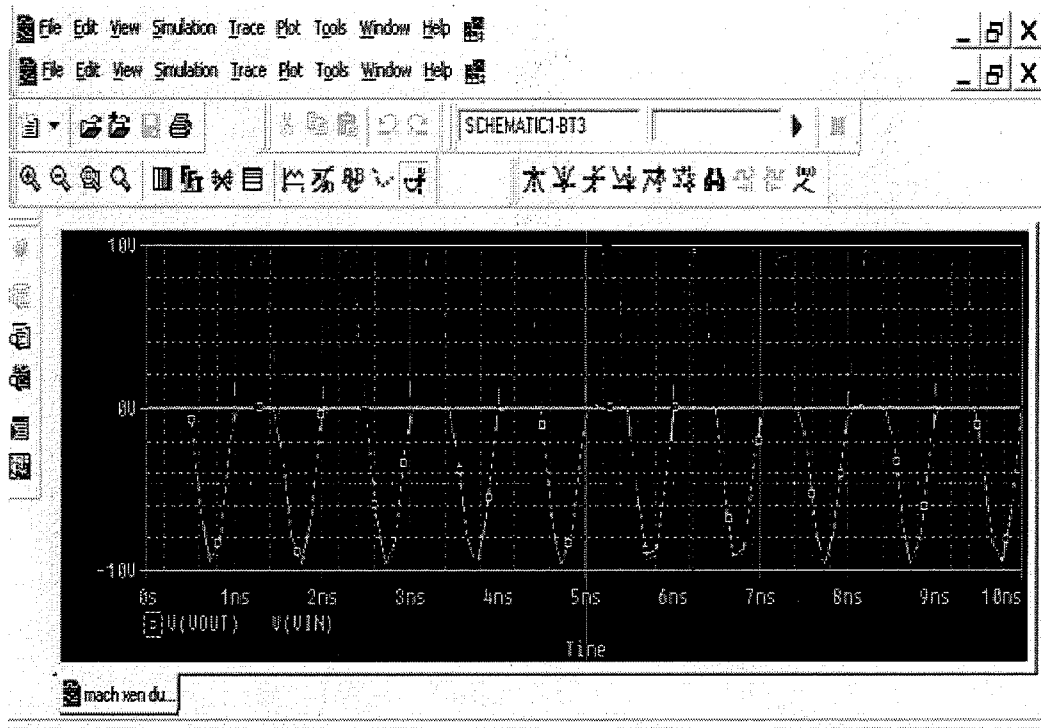 File Edit View Simulation Trace Plot Tools Window Help
File Edit View Simulation Trace Plot Tools Window Help
SCHEMATIC1-BT3
10V
0V
-10V
0s 1ns 2ns 3ns 4ns 5ns 6ns 7ns 8ns 9ns 10ns
V(VOUT) V(VIN)
Time
mach xen du...